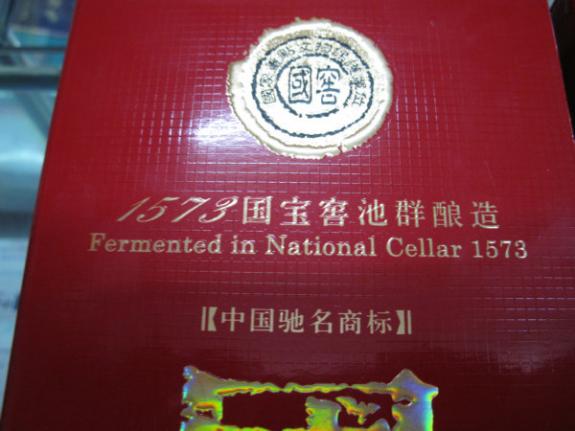 國窖
1573国宝窖池群酿造
Fermented in National Cellar 1573
【中国驰名商标】